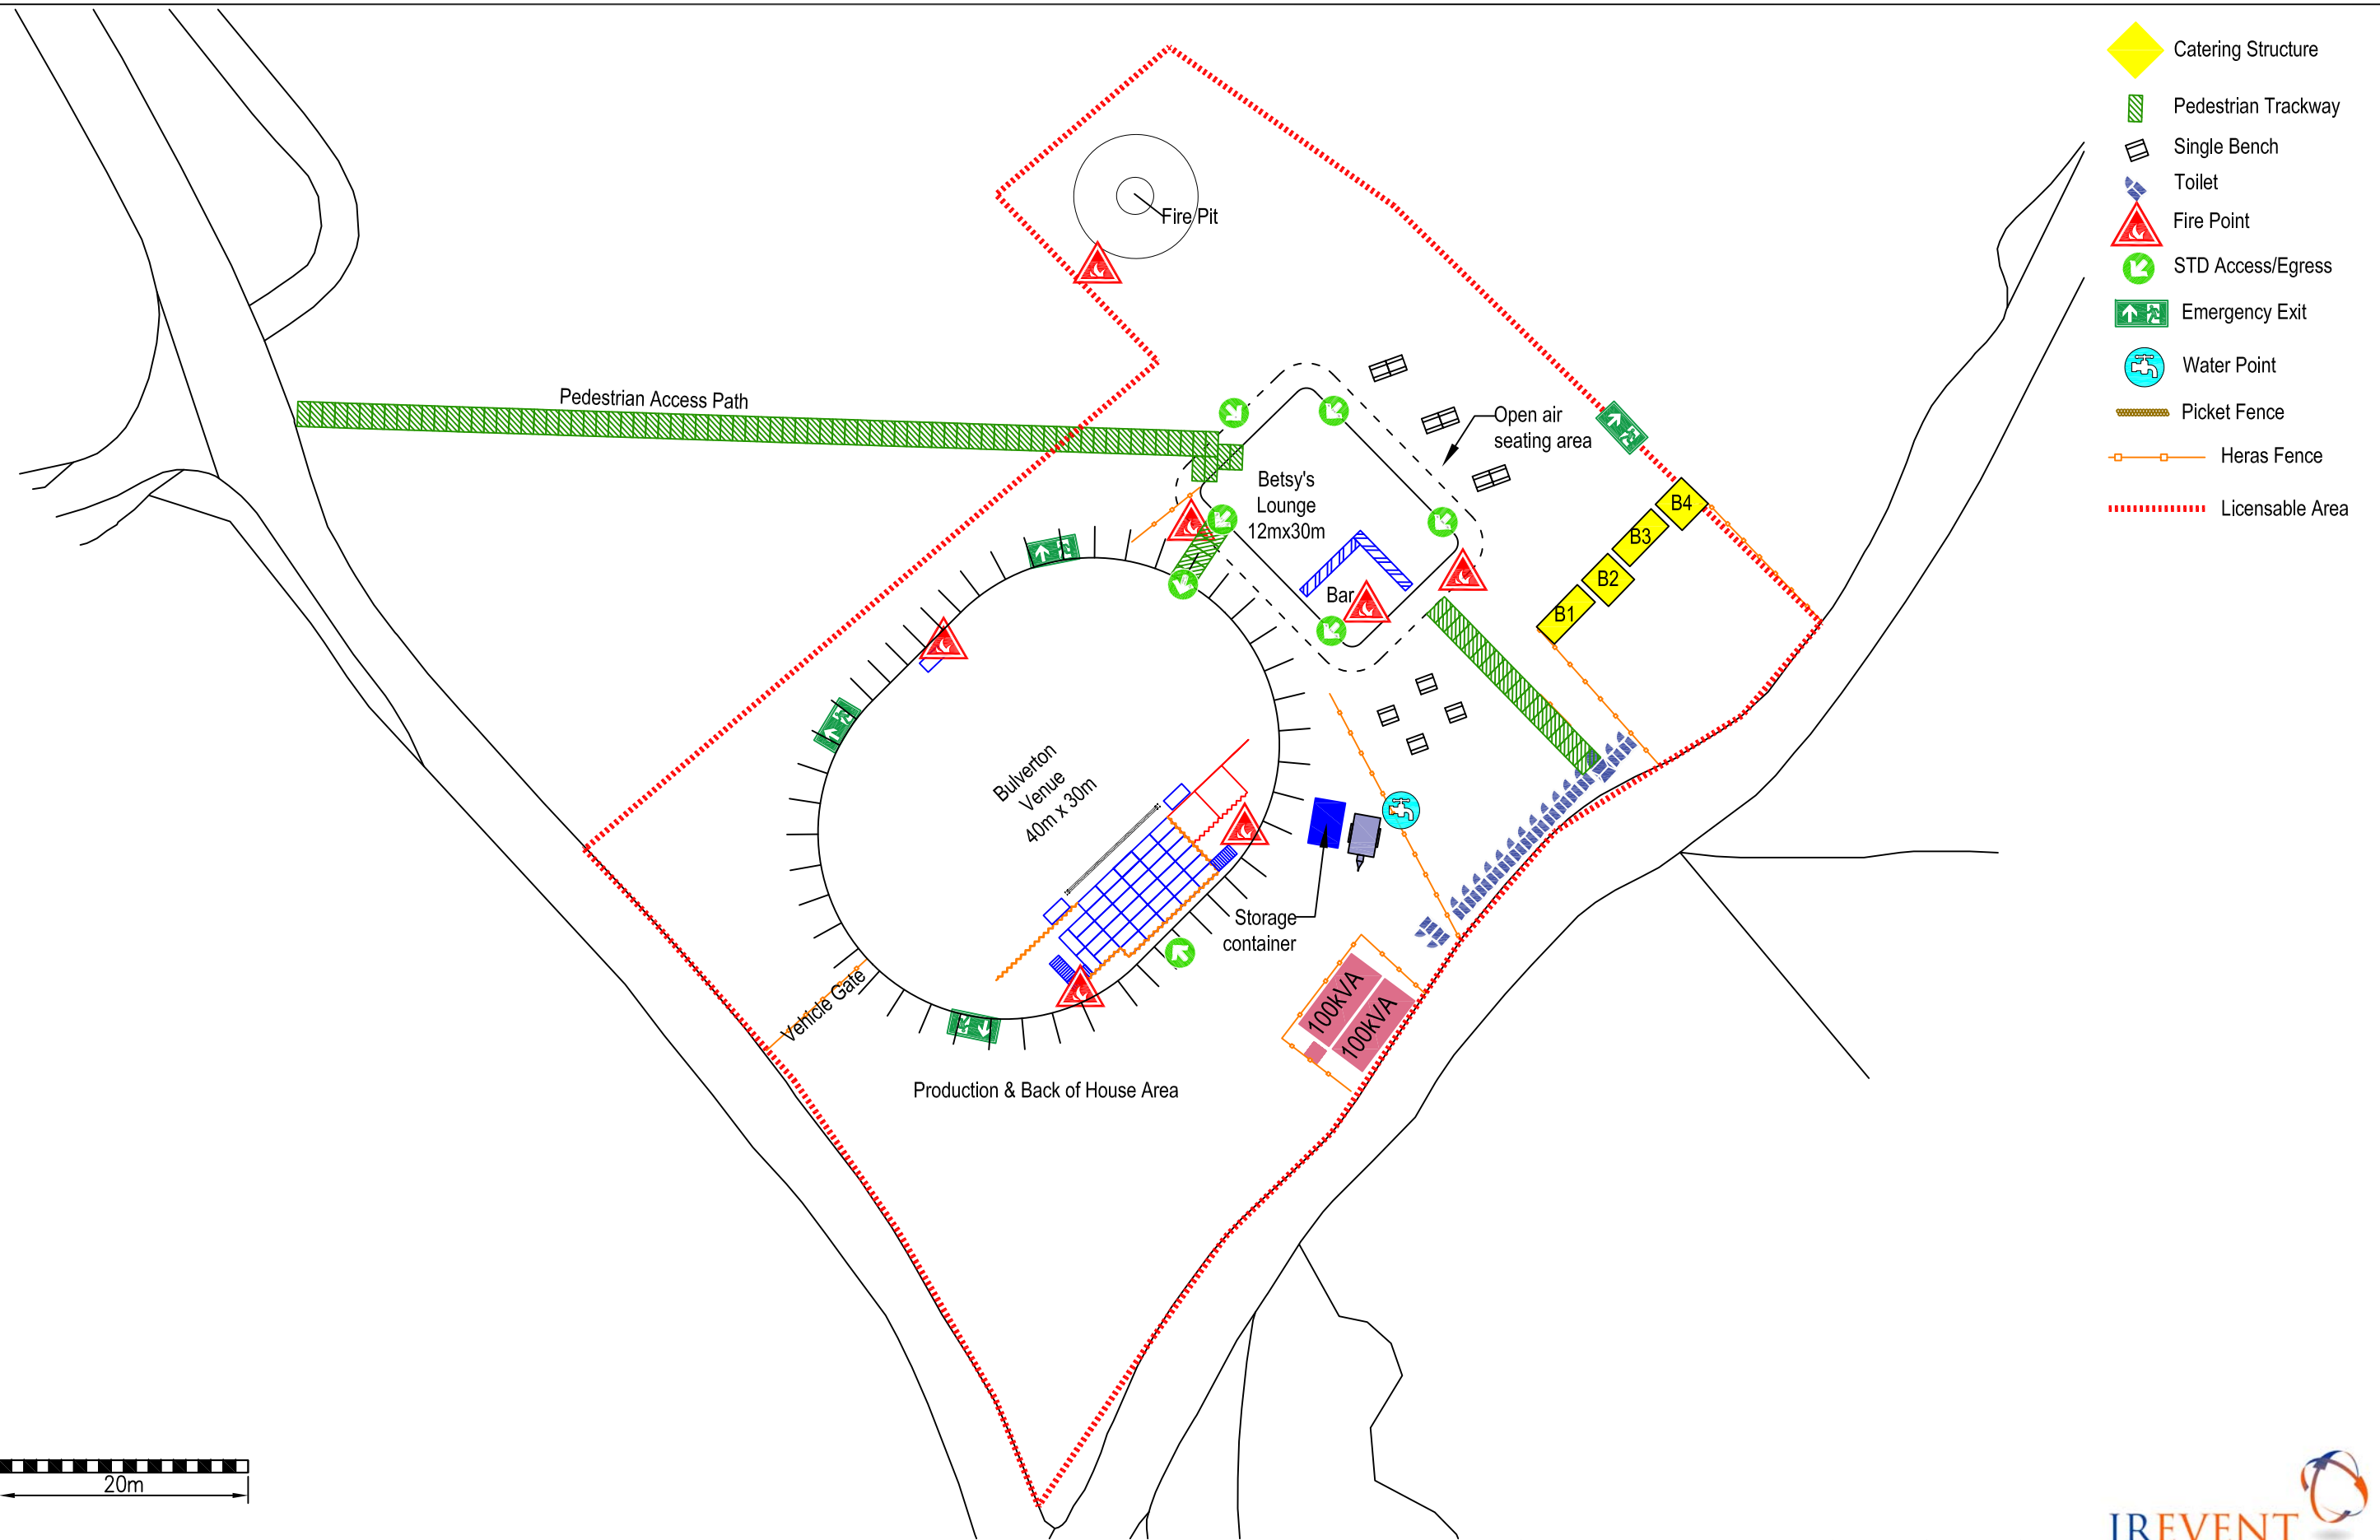 Catering Structure
Pedestrian Trackway
Single Bench
Toilet
Fire Point
STD Access/Egress
Emergency Exit
Water Point
Picket Fence
Heras Fence
Licensable Area
Fire Pit
Pedestrian Access Path
Open air
seating area
Betsy's
Lounge
12mx30m
Bar
B4
B3
B2
B1
Bulverton
Venue
40m x 30m
Storage
container
Vehicle Gate
100kVA
100kVA
Production & Back of House Area
20m
IREVENT